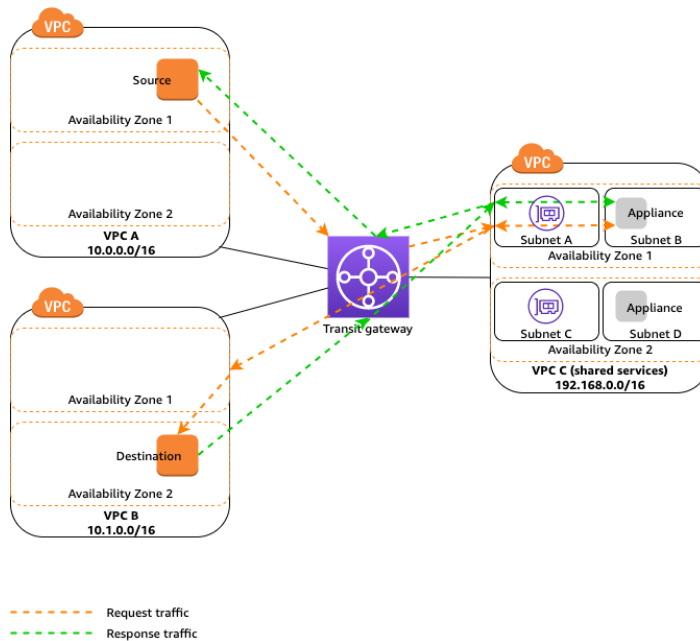 VPC
Source
Availability Zone 1
Availability Zone 2
VPC A
10.0.0.0/16
VPC
Availability Zone 1
Destination
Availability Zone 2
VPC B
10.1.0.0/16
Transit gateway
VPC
Appliance
Subnet A
Subnet B
Availability Zone 1
Appliance
Subnet C
Subnet D
Availability Zone 2
VPC C (shared services)
192.168.0.0/16
Request traffic
Response traffic